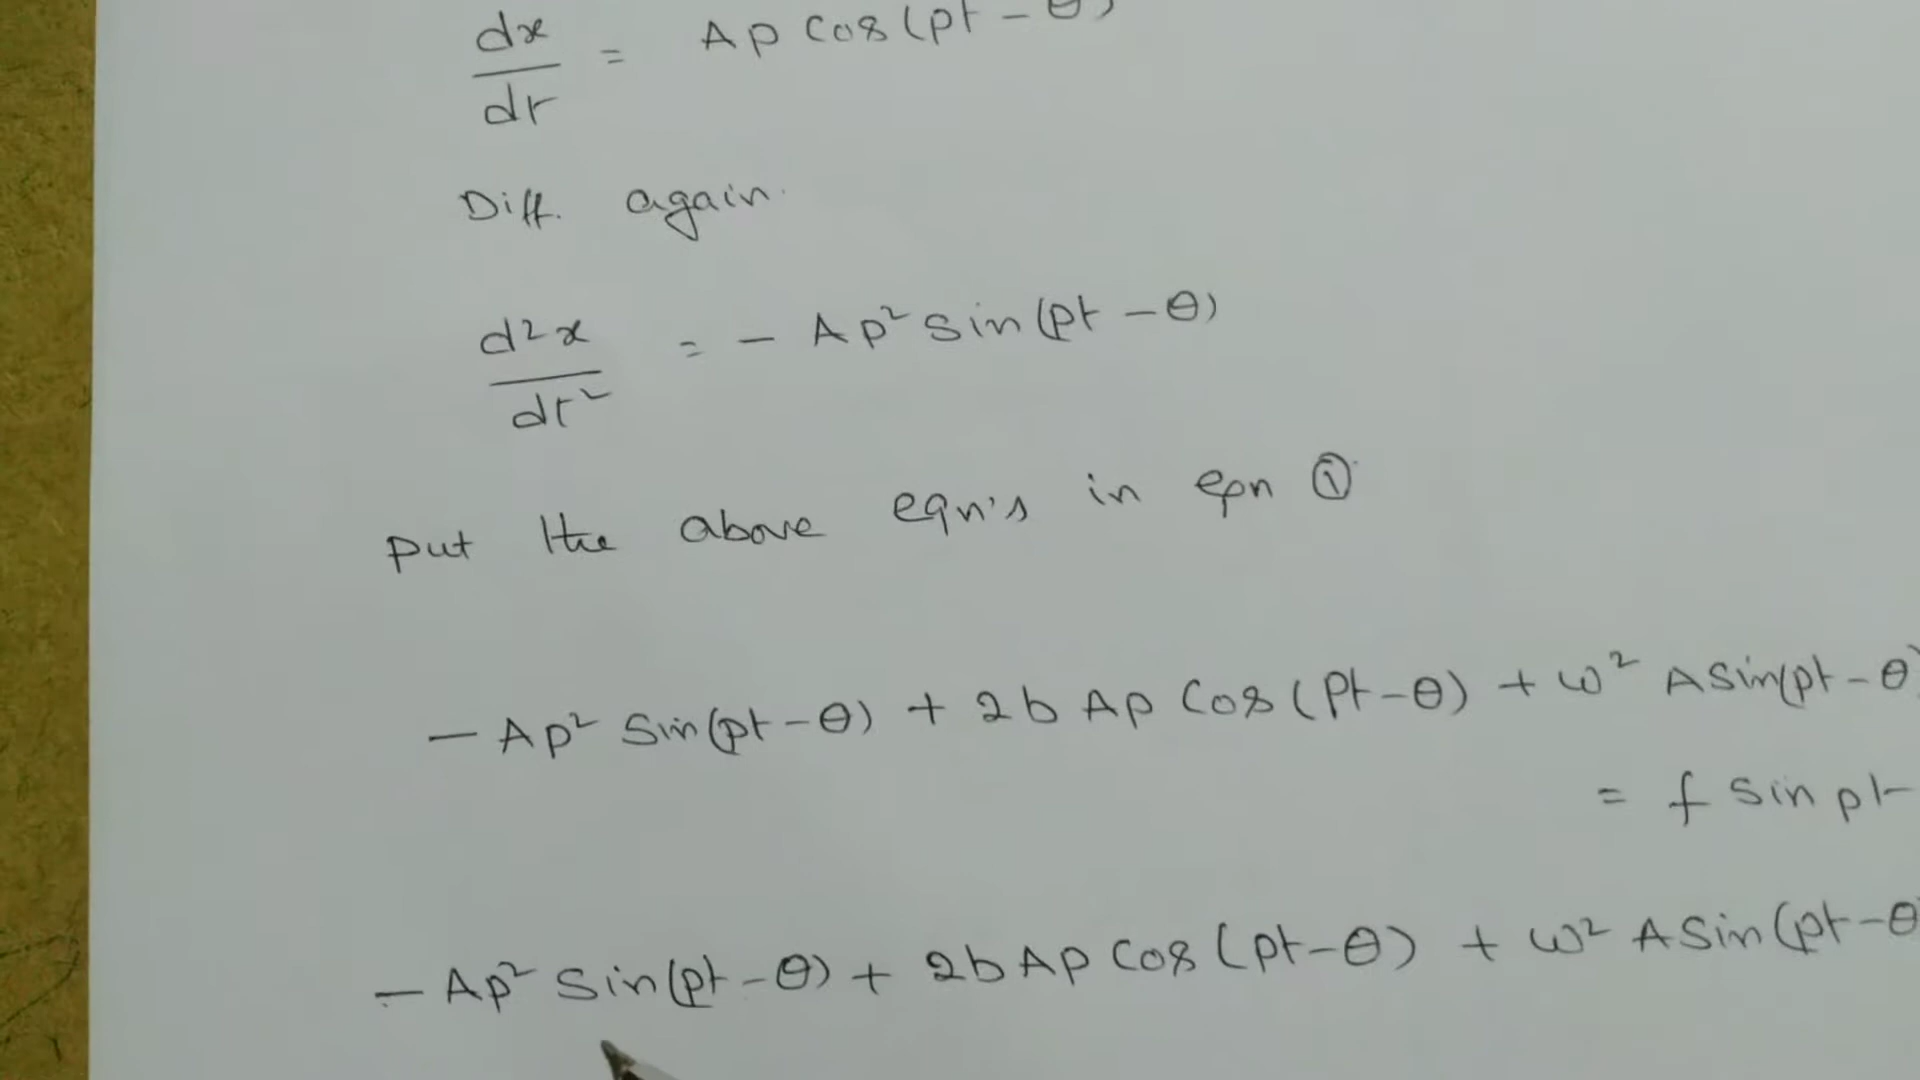 dx/dt = Ap Cos(pt - θ)
Diff. again.
d²x/dt² = - Ap² sin(pt - θ)
put the above eqn's in eqn ①
- Ap² Sin(pt - θ) + 2b Ap Cos(Pt - θ) + ω² A Sin(pt - θ)
= f sin pt
- Ap² Sin(pt - θ) + 2b Ap Cos(pt - θ) + ω² A Sin(pt - θ)